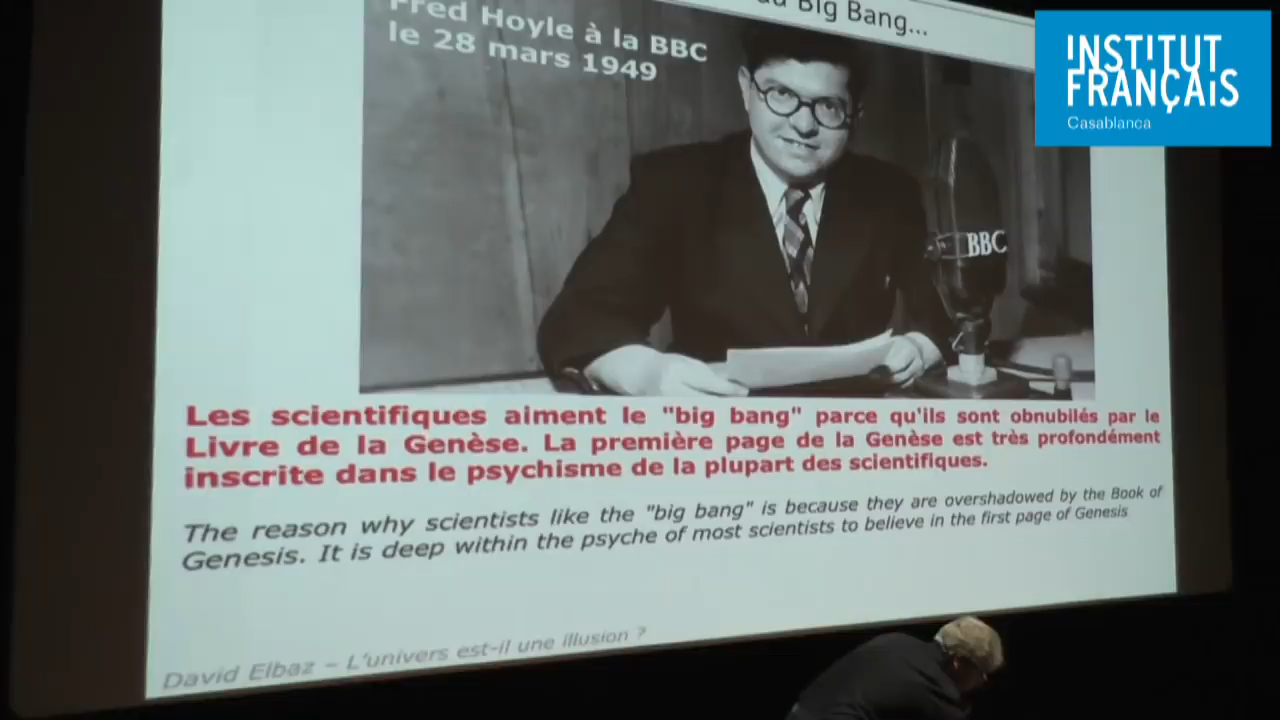 Big Bang...
Fred Hoyle à la BBC
le 28 mars 1949
INSTITUT
FRANÇAIS
Casablanca
BBC
Les scientifiques aiment le "big bang" parce qu'ils sont obnubilés par le
Livre de la Genèse. La première page de la Genèse est très profondément
inscrite dans le psychisme de la plupart des scientifiques.
The reason why scientists like the "big bang" is because they are overshadowed by the Book of
Genesis. It is deep within the psyche of most scientists to believe in the first page of Genesis
David Elbaz – L'univers est-il une illusion ?